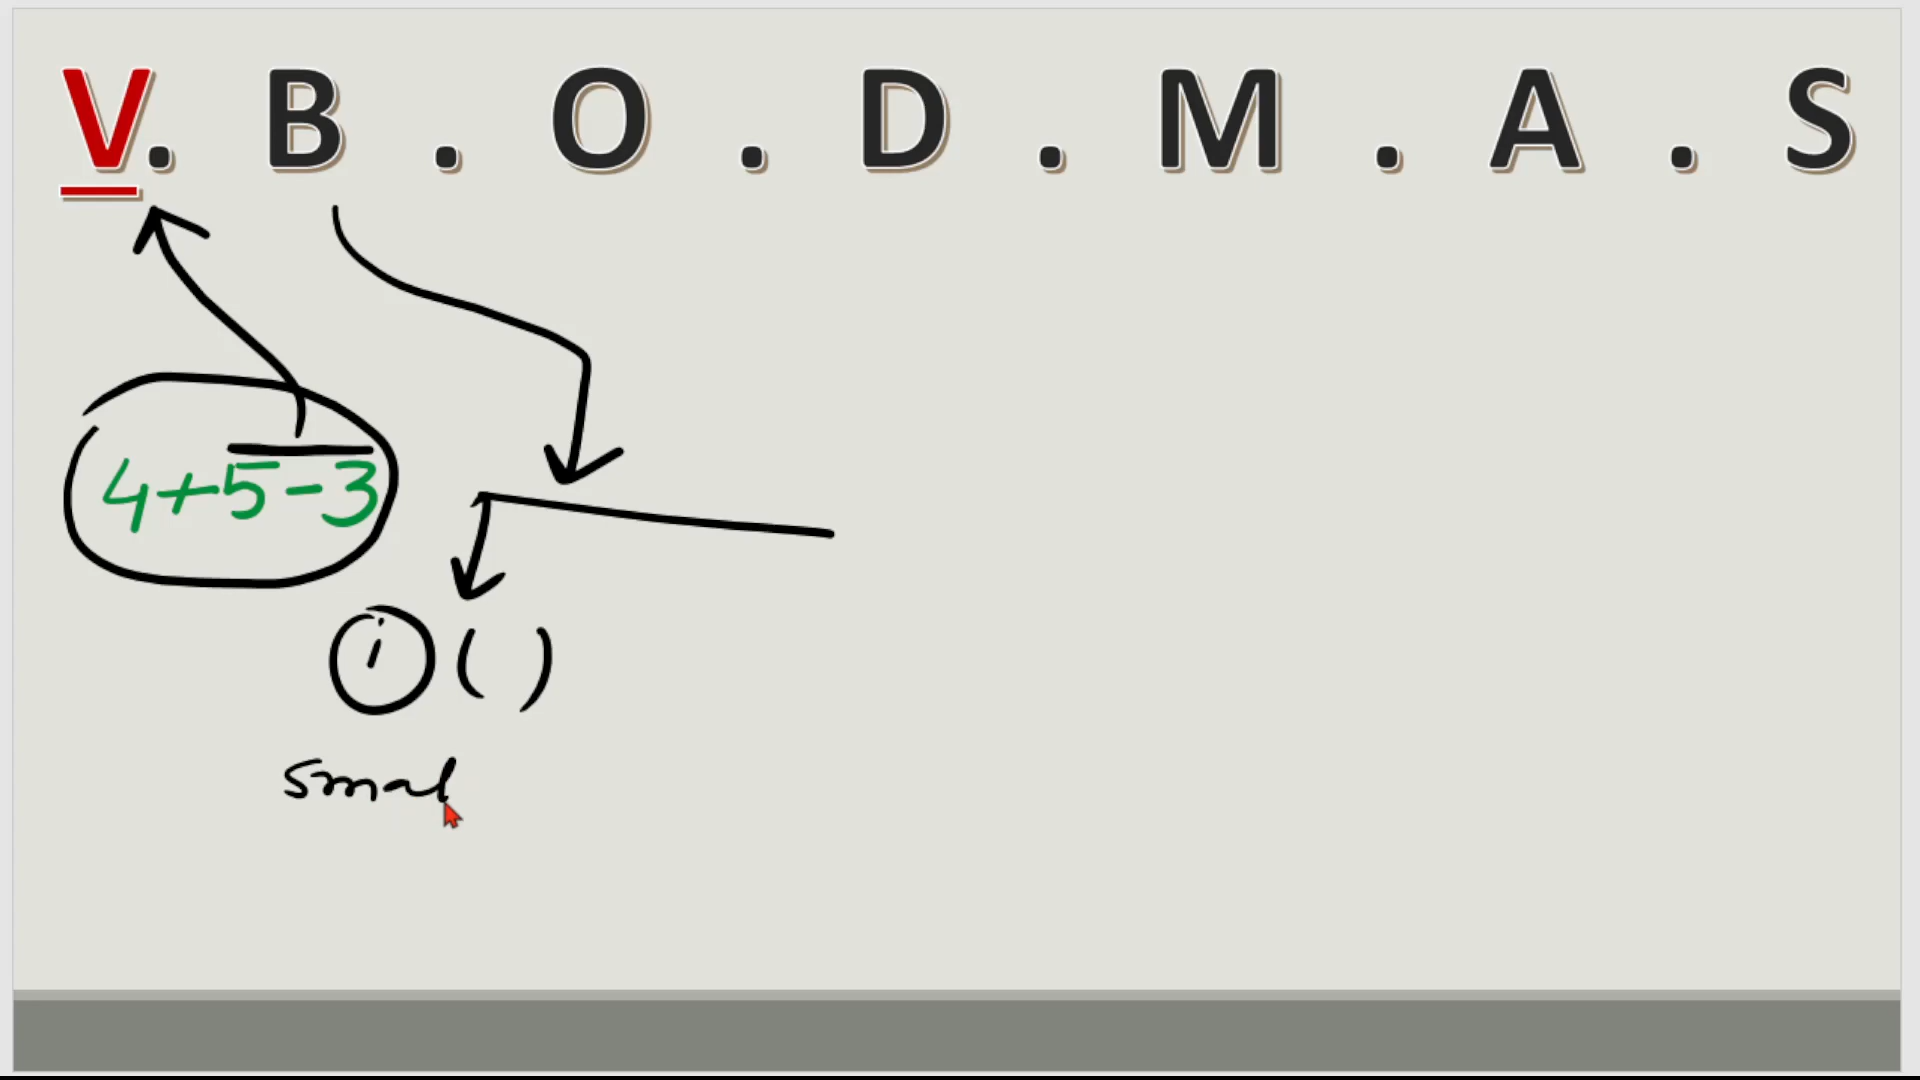 V. B . O . D . M . A . S
4+5-3
i ( )
smal